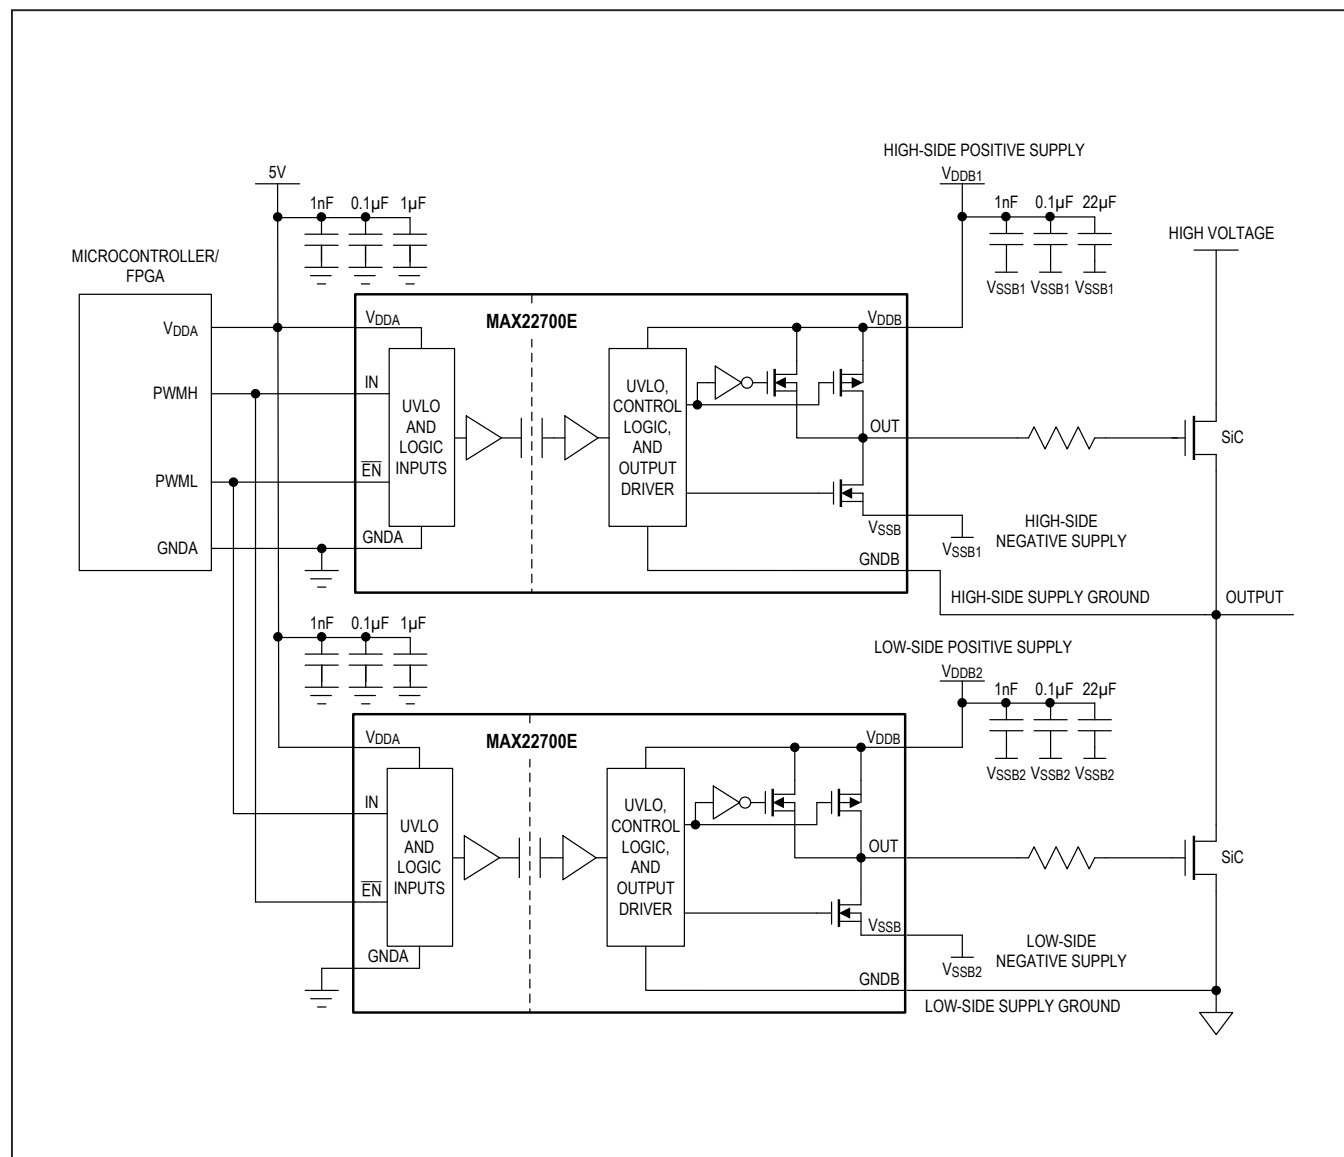 HIGH-SIDE POSITIVE SUPPLY
5V
VDDB1
1nF 0.1µF 1µF
1nF 0.1µF 22µF
HIGH VOLTAGE
MICROCONTROLLER/
FPGA
VSSB1 VSSB1 VSSB1
VDDA
VDDA
MAX22700E
VDDB
PWMH
IN
UVLO
AND
LOGIC
INPUTS
UVLO,
CONTROL
LOGIC,
AND
OUTPUT
DRIVER
OUT
SiC
PWML
EN
VSSB
VSSB1
HIGH-SIDE
NEGATIVE SUPPLY
GNDA
GNDA
GNDB
HIGH-SIDE SUPPLY GROUND
OUTPUT
1nF 0.1µF 1µF
LOW-SIDE POSITIVE SUPPLY
VDDB2
1nF 0.1µF 22µF
VSSB2 VSSB2 VSSB2
VDDA
MAX22700E
VDDB
IN
UVLO
AND
LOGIC
INPUTS
UVLO,
CONTROL
LOGIC,
AND
OUTPUT
DRIVER
OUT
SiC
EN
VSSB
VSSB2
LOW-SIDE
NEGATIVE SUPPLY
GNDA
GNDB
LOW-SIDE SUPPLY GROUND